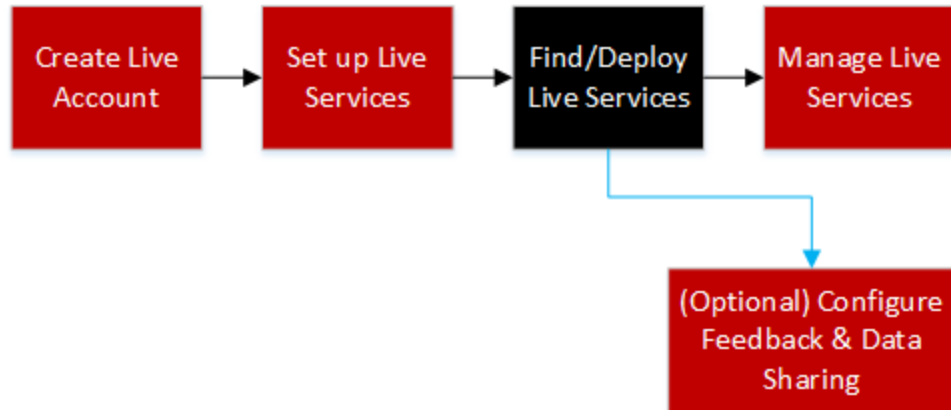 Create Live
Account
Set up Live
Services
Find/Deploy
Live Services
Manage Live
Services
(Optional) Configure
Feedback & Data
Sharing